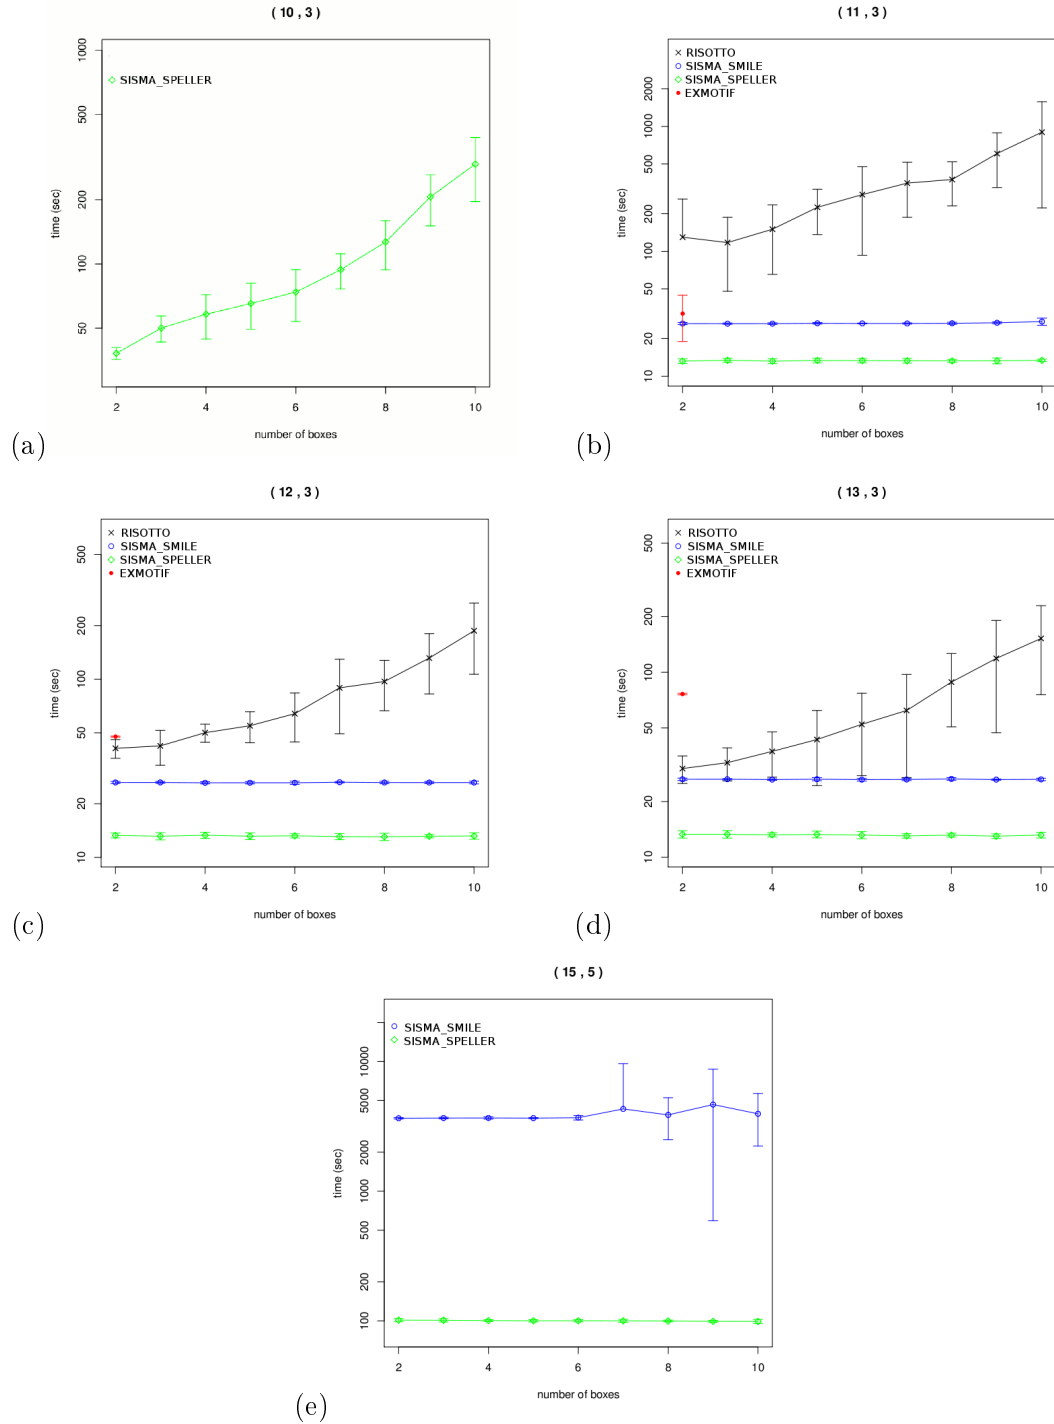 ( 10 , 3 )
SISMA_SPELLER
1000
500
200
100
50
time (sec)
2 4 6 8 10
number of boxes
(a)
( 11 , 3 )
RISOTTO
SISMA_SMILE
SISMA_SPELLER
EXMOTIF
2000
1000
500
200
100
50
20
10
time (sec)
2 4 6 8 10
number of boxes
(b)
( 12 , 3 )
RISOTTO
SISMA_SMILE
SISMA_SPELLER
EXMOTIF
500
200
100
50
20
10
time (sec)
2 4 6 8 10
number of boxes
(c)
( 13 , 3 )
RISOTTO
SISMA_SMILE
SISMA_SPELLER
EXMOTIF
500
200
100
50
20
10
time (sec)
2 4 6 8 10
number of boxes
(d)
( 15 , 5 )
SISMA_SMILE
SISMA_SPELLER
10000
5000
2000
1000
500
200
100
time (sec)
2 4 6 8 10
number of boxes
(e)